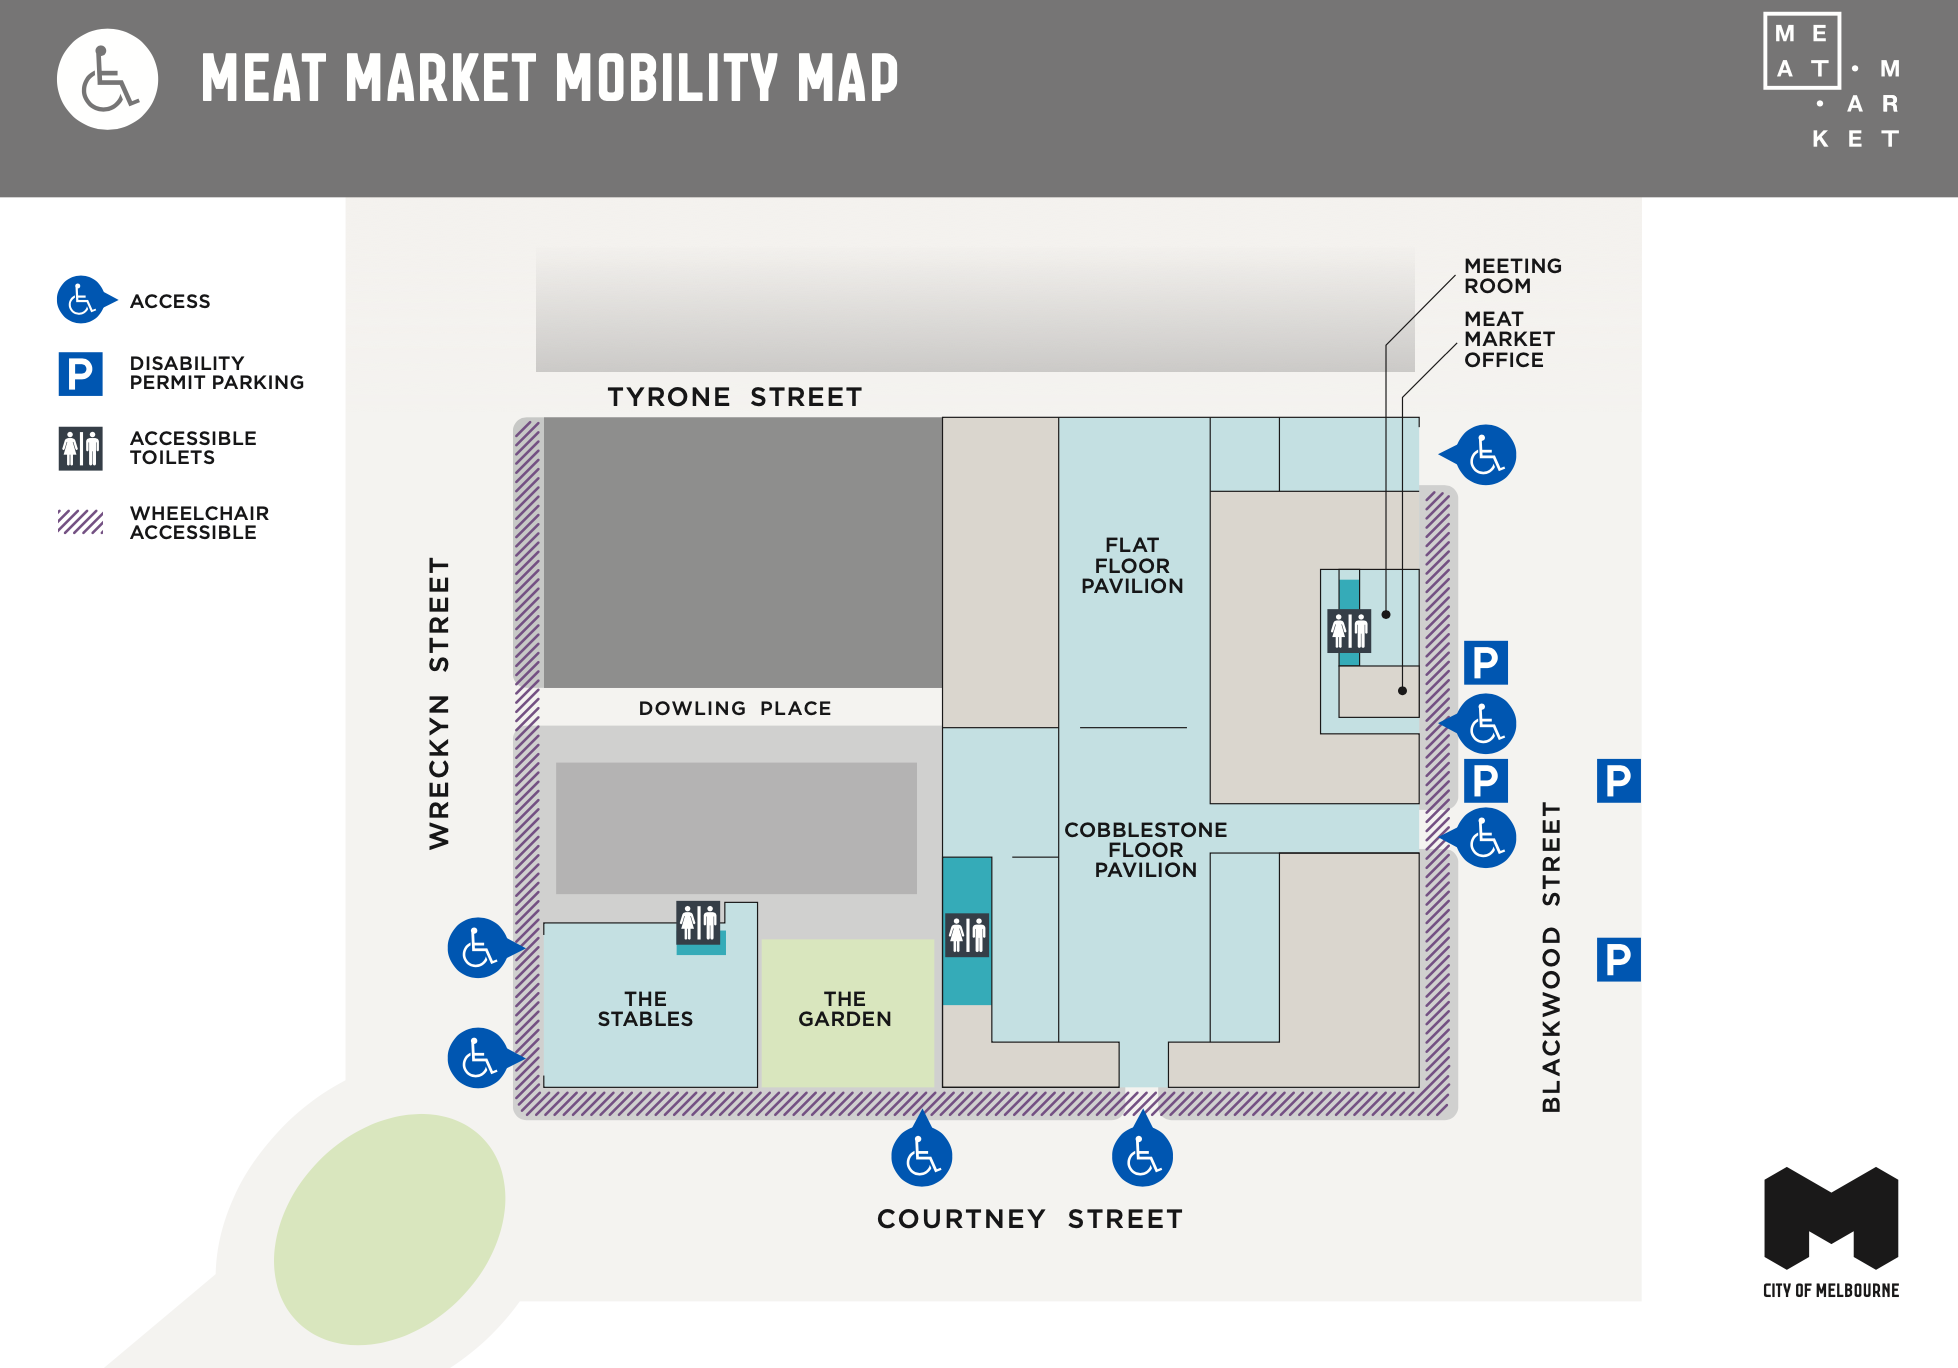 MEAT MARKET MOBILITY MAP
M E
A T · M
· A R
K E T
ACCESS
P
DISABILITY
PERMIT PARKING
ACCESSIBLE
TOILETS
WHEELCHAIR
ACCESSIBLE
MEETING
ROOM
MEAT
MARKET
OFFICE
TYRONE STREET
FLAT
FLOOR
PAVILION
WRECKYN STREET
P
DOWLING PLACE
P
P
COBBLESTONE
FLOOR
PAVILION
BLACKWOOD STREET
P
THE
STABLES
THE
GARDEN
COURTNEY STREET
CITY OF MELBOURNE